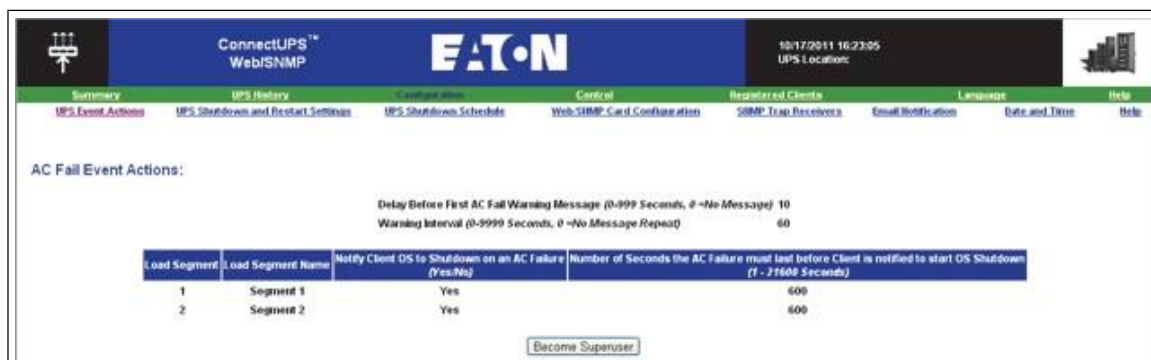 ConnectUPS™
Web/SNMP
EATON
10/17/2011 16:23:05
UPS Location:
Summary UPS History Configuration Control Registered Clients Language Help
UPS Event Actions UPS Shutdown and Restart Settings UPS Shutdown Schedule Web/SNMP Card Configuration SNMP Trap Receivers Email Notification Date and Time Help
AC Fail Event Actions:
Delay Before First AC Fail Warning Message (0-999 Seconds, 0 =No Message) 10
Warning Interval (0-9999 Seconds, 0 =No Message Repeat) 60
Load Segment Load Segment Name Notify Client OS to Shutdown on an AC Failure (Yes/No) Number of Seconds the AC Failure must last before Client is notified to start OS Shutdown (1 - 21600 Seconds)
1 Segment 1 Yes 600
2 Segment 2 Yes 600
Become Superuser